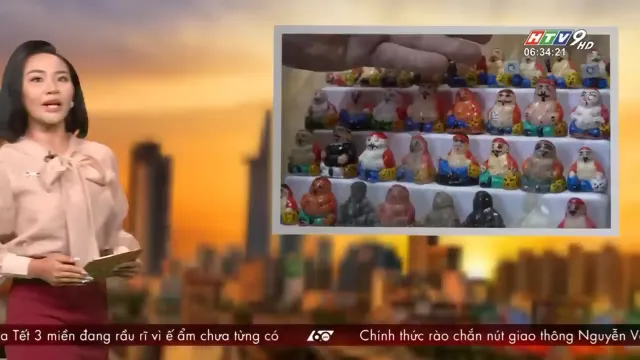 HTV9 HD
06:34:21
a Tết 3 miền đang rầu rĩ vì ế ẩm chưa từng có
60
Chính thức rào chắn nút giao thông Nguyễn V